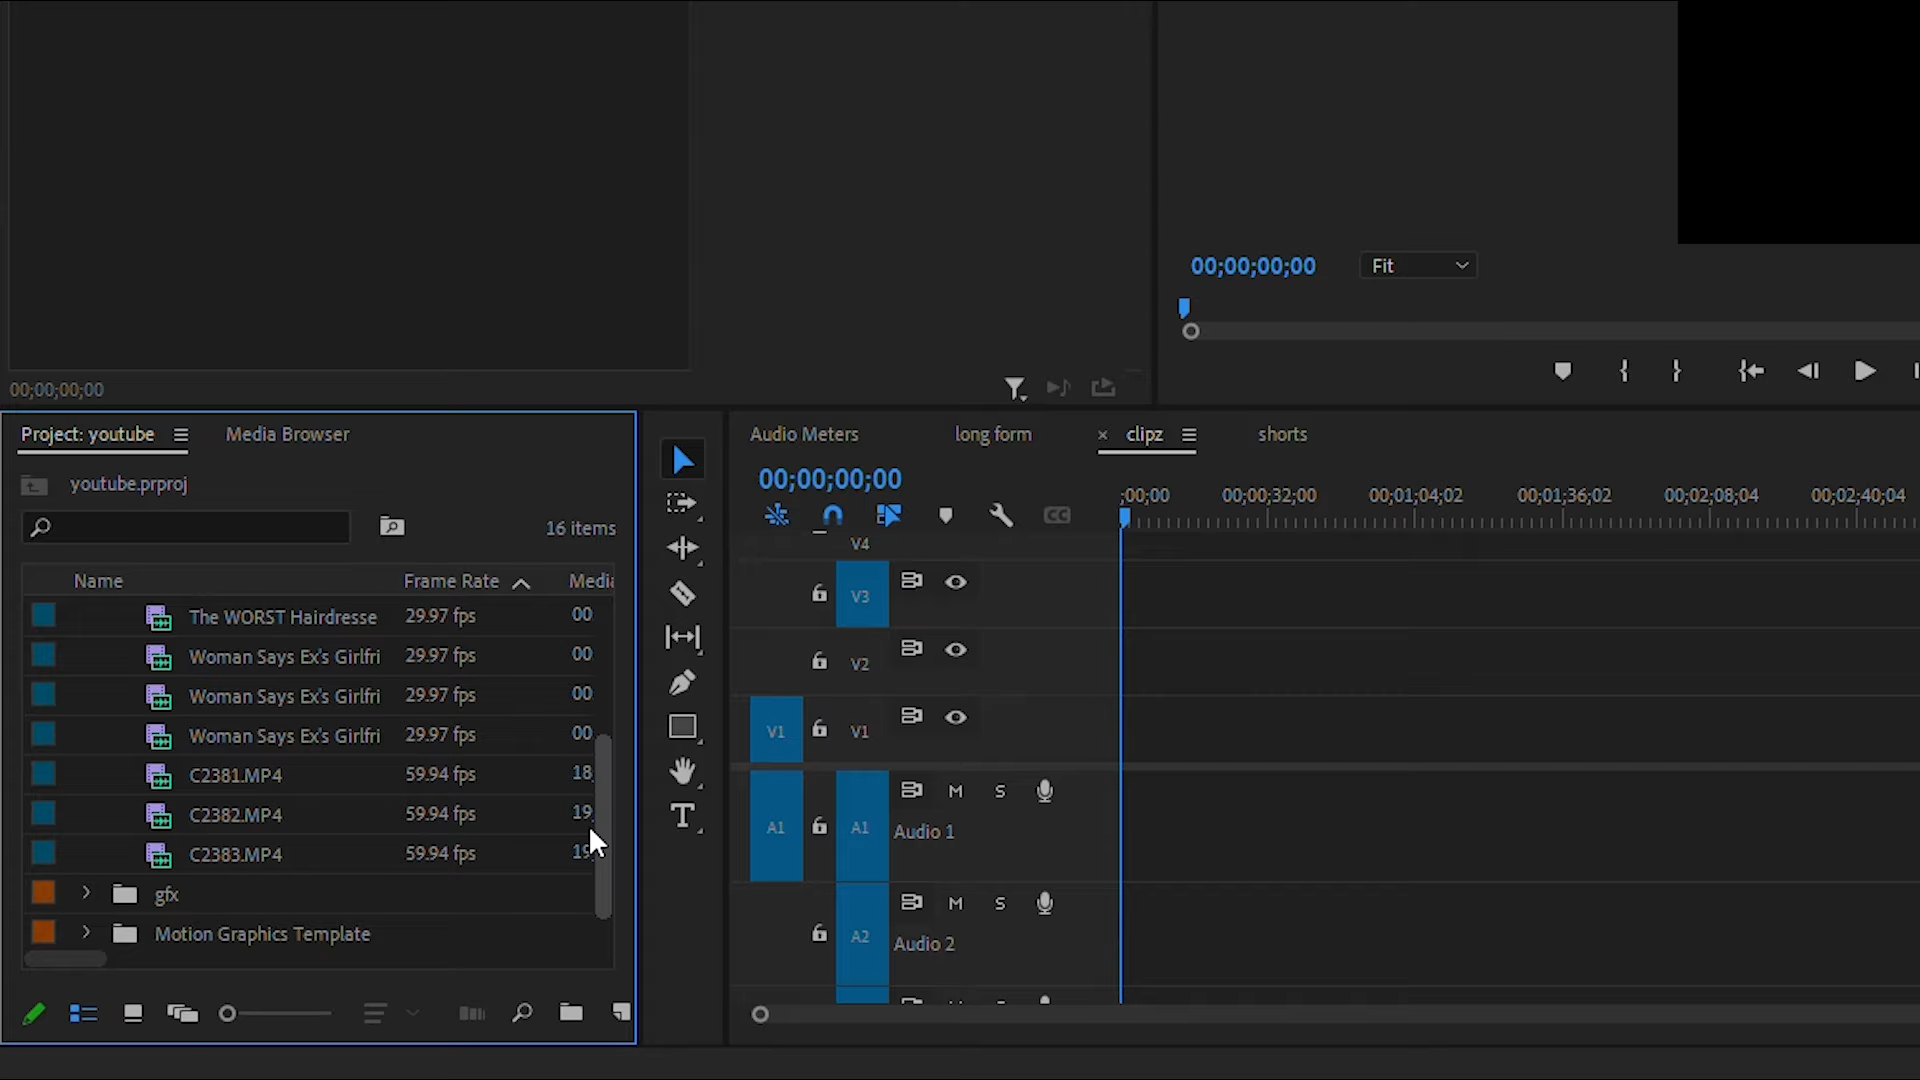 00;00;00;00
Fit
00;00;00;00
Project: youtube
Media Browser
youtube.prproj
16 items
Name
Frame Rate
Media
The WORST Hairdresse
29.97 fps
00
Woman Says Ex's Girlfri
29.97 fps
00
Woman Says Ex's Girlfri
29.97 fps
00
Woman Says Ex's Girlfri
29.97 fps
00
C2381.MP4
59.94 fps
18
C2382.MP4
59.94 fps
19
C2383.MP4
59.94 fps
19
gfx
Motion Graphics Template
T
Audio Meters
long form
× clipz
shorts
00;00;00;00
CC
;00;00
00;00;32;00
00;01;04;02
00;01;36;02
00;02;08;04
00;02;40;04
V4
V3
V2
V1
V1
A1
A1
M
S
Audio 1
A2
M
S
Audio 2